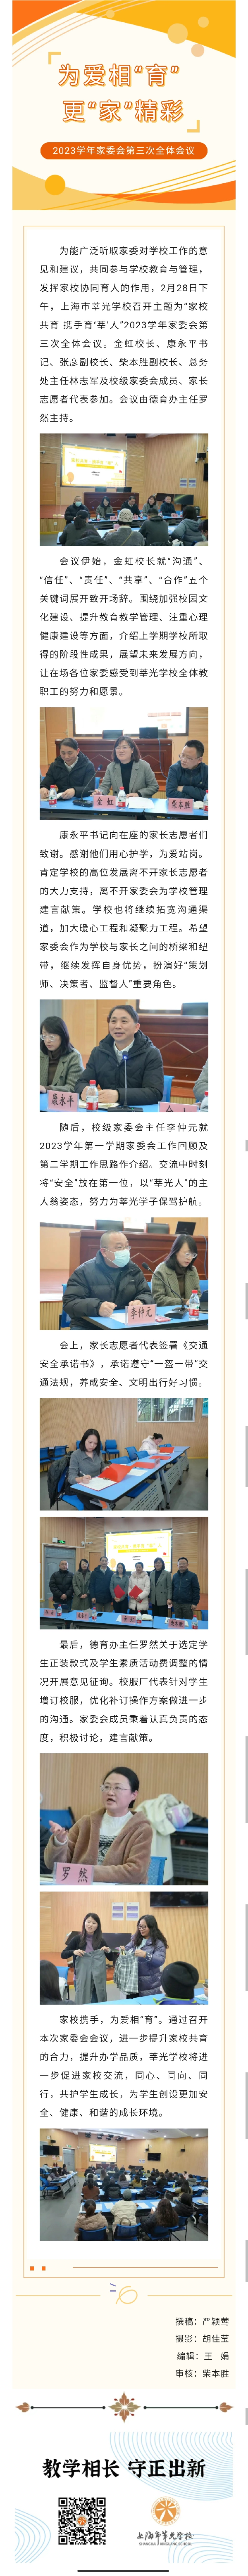 为爱相“育”
更“家”精彩
2023学年家委会第三次全体会议
为能广泛听取家委对学校工作的意
见和建议，共同参与学校教育与管理，
发挥家校协同育人的作用，2月28日下
午，上海市莘光学校召开主题为“家校
共育 携手育‘莘’人”2023学年家委会第
三次全体会议。金虹校长、康永平书
记、张彦副校长、柴本胜副校长、总务
处主任林志军及校级家委会成员、家长
志愿者代表参加。会议由德育办主任罗
然主持。
会议伊始，金虹校长就“沟通”、
“信任”、“责任”、“共享”、“合作”五个
关键词展开致开场辞。围绕加强校园文
化建设、提升教育教学管理、注重心理
健康建设等方面，介绍上学期学校所取
得的阶段性成果，展望未来发展方向，
让在场各位家委感受到莘光学校全体教
职工的努力和愿景。
金虹
柴本胜
康永平书记向在座的家长志愿者们
致谢。感谢他们用心护学，为爱站岗。
肯定学校的高位发展离不开家长志愿者
的大力支持，离不开家委会为学校管理
建言献策。学校也将继续拓宽沟通渠
道，加大暖心工程和凝聚力工程。希望
家委会作为学校与家长之间的桥梁和纽
带，继续发挥自身优势，扮演好“策划
师、决策者、监督人”重要角色。
康永平
随后，校级家委会主任李仲元就
2023学年第一学期家委会工作回顾及
第二学期工作思路作介绍。交流中时刻
将“安全”放在第一位，以“莘光人”的主
人翁姿态，努力为莘光学子保驾护航。
李仲元
会上，家长志愿者代表签署《交通
安全承诺书》，承诺遵守“一盔一带”交
通法规，养成安全、文明出行好习惯。
最后，德育办主任罗然关于选定学
生正装款式及学生素质活动费调整的情
况开展意见征询。校服厂代表针对学生
增订校服，优化补订操作方案做进一步
的沟通。家委会成员秉着认真负责的态
度，积极讨论，建言献策。
罗然
家校携手，为爱相“育”。通过召开
本次家委会会议，进一步提升家校共育
的合力，提升办学品质，莘光学校将进
一步促进家校交流，同心、同向、同
行，共护学生成长，为学生创设更加安
全、健康、和谐的成长环境。
撰稿：严颖莺
摄影：胡佳莹
编辑：王 娟
审核：柴本胜
教学相长 守正出新
上海市莘光学校